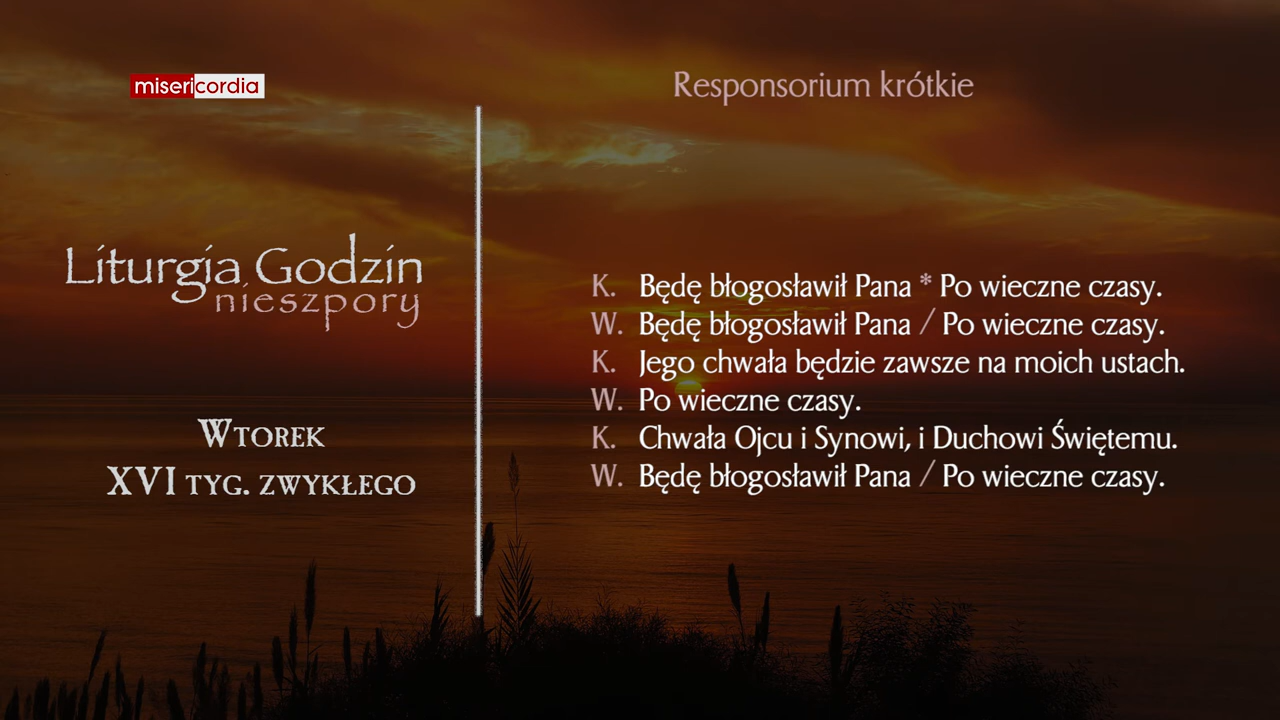 misericordia
Liturgia Godzin
nieszpory
Wtorek
XVI tyg. zwykłego
Responsorium krótkie
K. Będę błogosławił Pana * Po wieczne czasy.
W. Będę błogosławił Pana / Po wieczne czasy.
K. Jego chwała będzie zawsze na moich ustach.
W. Po wieczne czasy.
K. Chwała Ojcu i Synowi, i Duchowi Świętemu.
W. Będę błogosławił Pana / Po wieczne czasy.